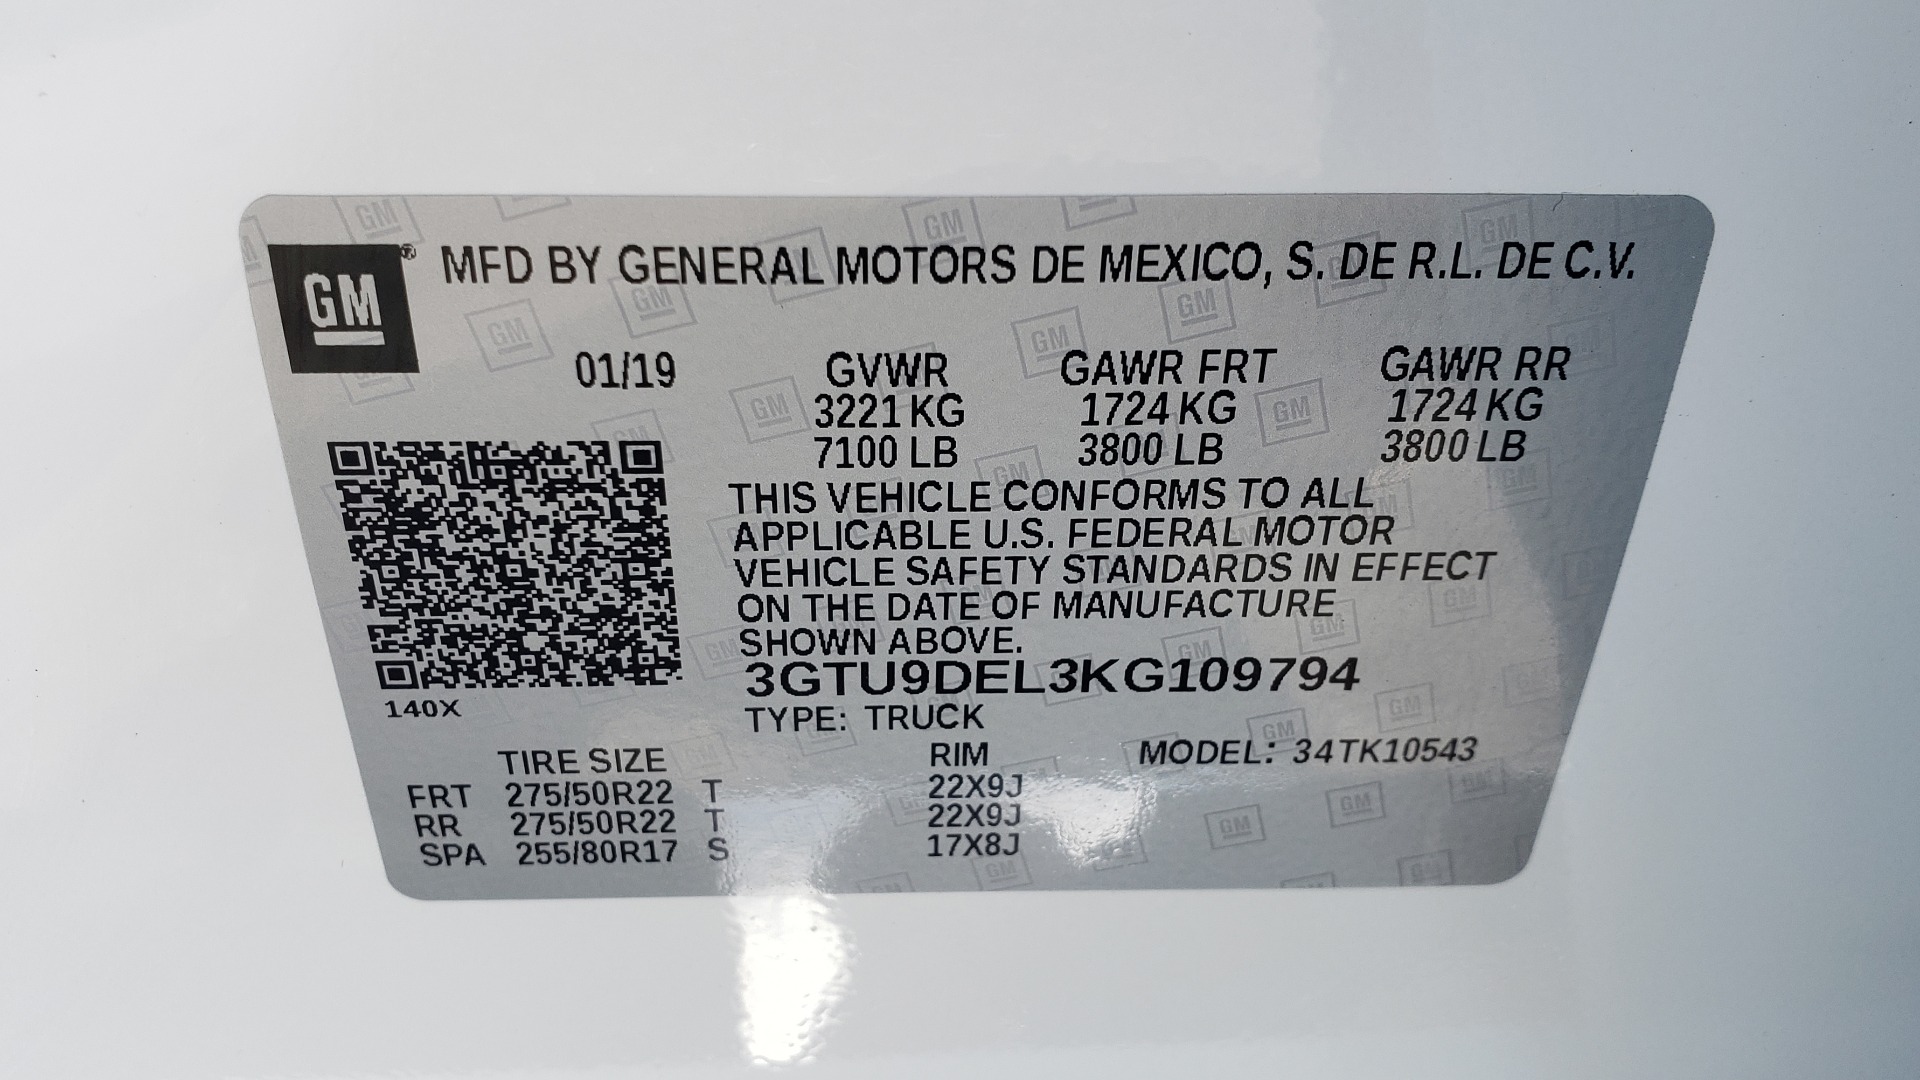 GM ® MFD BY GENERAL MOTORS DE MEXICO, S. DE R.L. DE C.V.
01/19 GVWR GAWR FRT GAWR RR
3221 KG 1724 KG 1724 KG
7100 LB 3800 LB 3800 LB
THIS VEHICLE CONFORMS TO ALL
APPLICABLE U.S. FEDERAL MOTOR
VEHICLE SAFETY STANDARDS IN EFFECT
ON THE DATE OF MANUFACTURE
SHOWN ABOVE.
3GTU9DEL3KG109794
140X
TYPE: TRUCK
TIRE SIZE RIM MODEL: 34TK10543
FRT 275/50R22 T 22X9J
RR 275/50R22 T 22X9J
SPA 255/80R17 S 17X8J